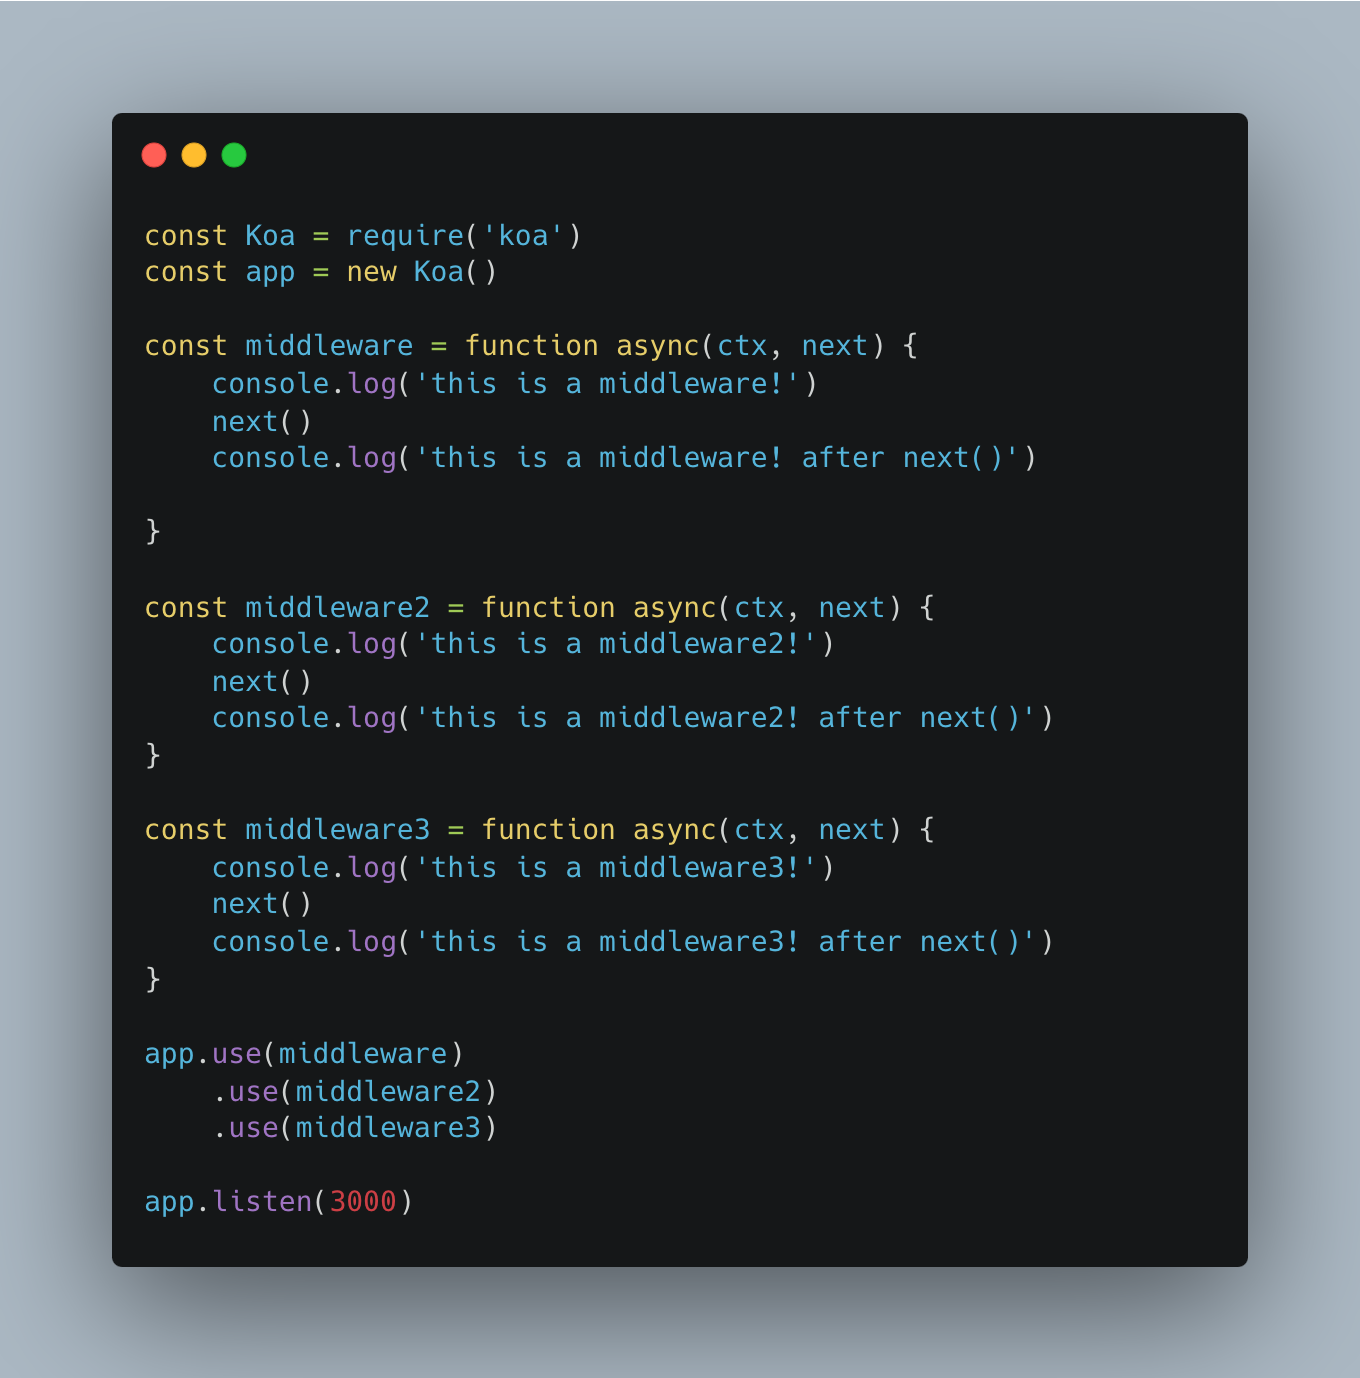 const Koa = require('koa')
const app = new Koa()

const middleware = function async(ctx, next) {
    console.log('this is a middleware!')
    next()
    console.log('this is a middleware! after next()')

}

const middleware2 = function async(ctx, next) {
    console.log('this is a middleware2!')
    next()
    console.log('this is a middleware2! after next()')
}

const middleware3 = function async(ctx, next) {
    console.log('this is a middleware3!')
    next()
    console.log('this is a middleware3! after next()')
}

app.use(middleware)
    .use(middleware2)
    .use(middleware3)

app.listen(3000)